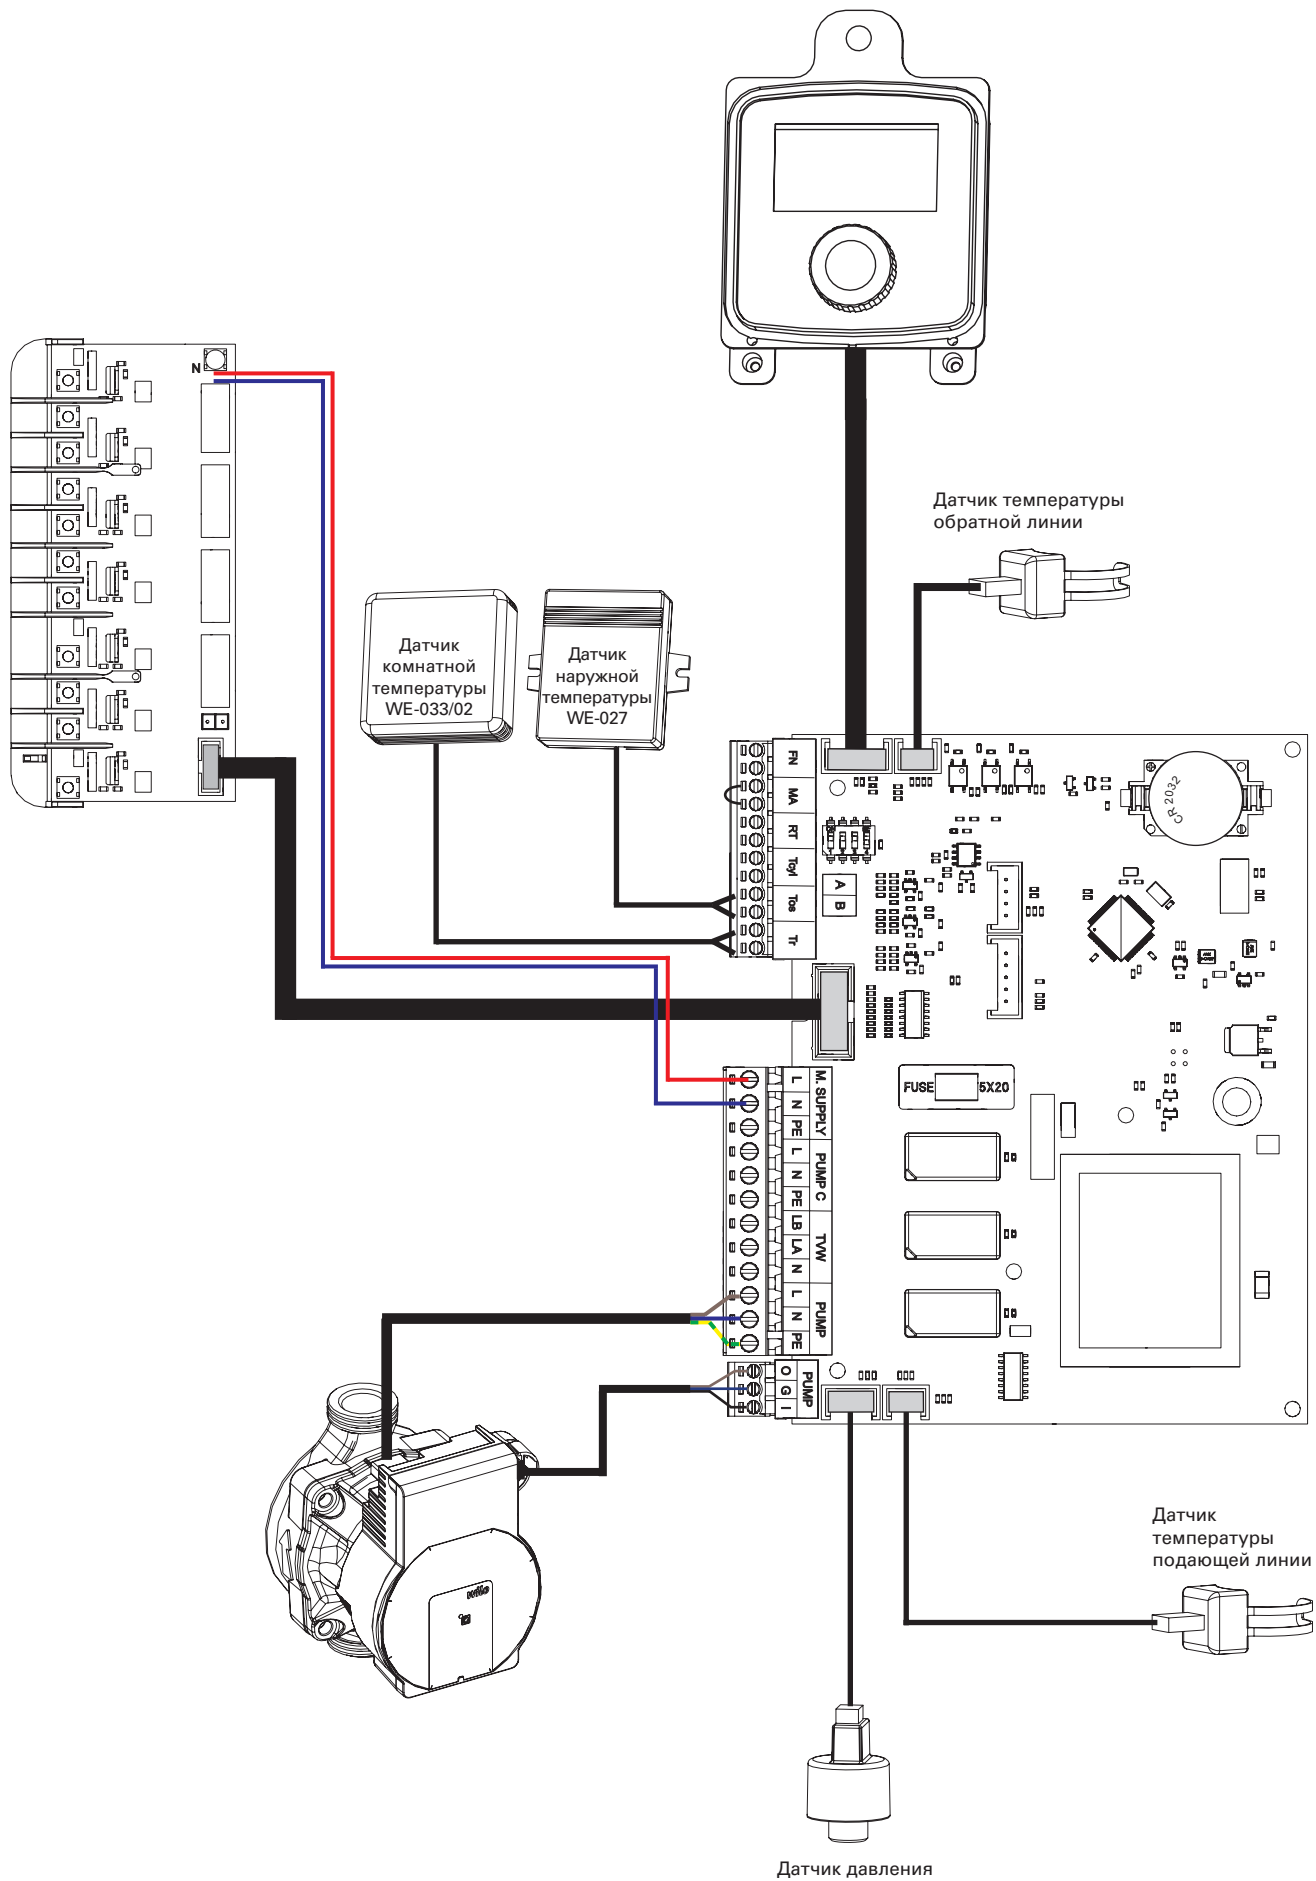 N
Датчик температуры
обратной линии
Датчик
комнатной
температуры
WE-033/02
Датчик
наружной
температуры
WE-027
FN
MA
RT
Tcyl
Tos
Tr
A
B
CR 2032
M. SUPPLY
L
N
PE
PUMP C
L
N
PE
TVW
LB
LA
N
PUMP
L
N
PE
PUMP
O
G
I
FUSE
5X20
wilo
Датчик
температуры
подающей линии
Датчик давления